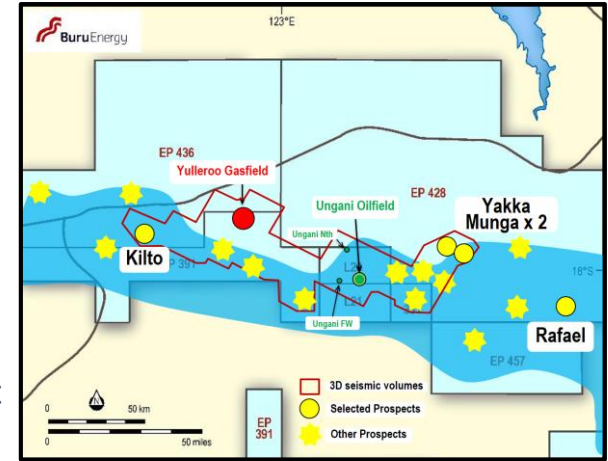 BuruEnergy
123°E
EP 436
Yulleroo Gasfield
Ungani Oilfield
EP 428
Yakka
Munga x 2
Ungani Nth
Kilto
EP 391
L20
18°S
L21
Ungani FW
Rafael
EP 457
3D seismic volumes
0 50 km
Selected Prospects
EP
391
Other Prospects
0 50 miles